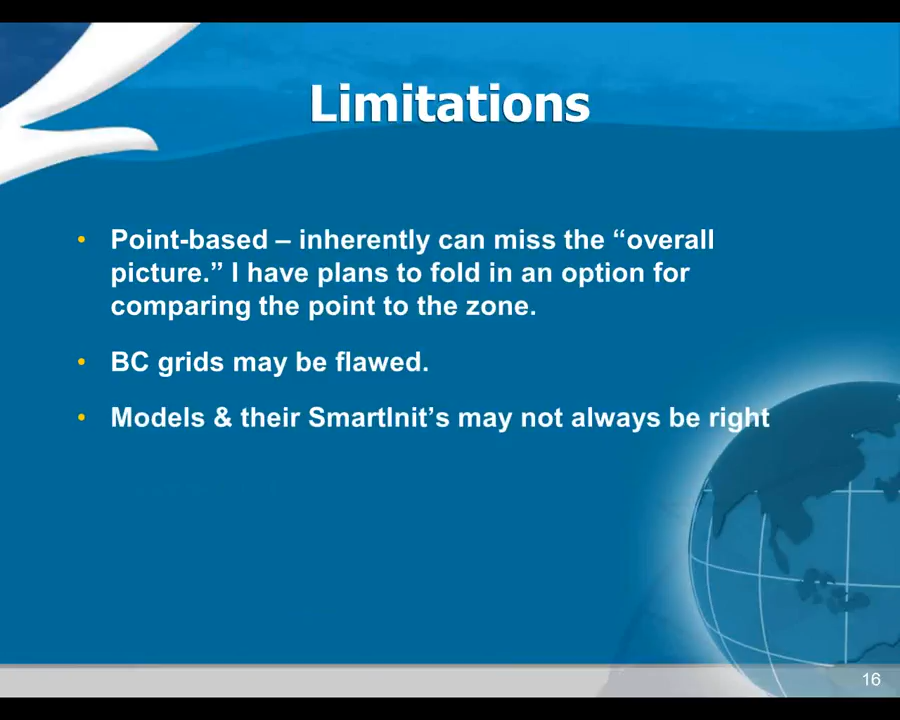 Limitations
• Point-based – inherently can miss the “overall
picture.” I have plans to fold in an option for
comparing the point to the zone.
• BC grids may be flawed.
• Models & their SmartInit’s may not always be right
16